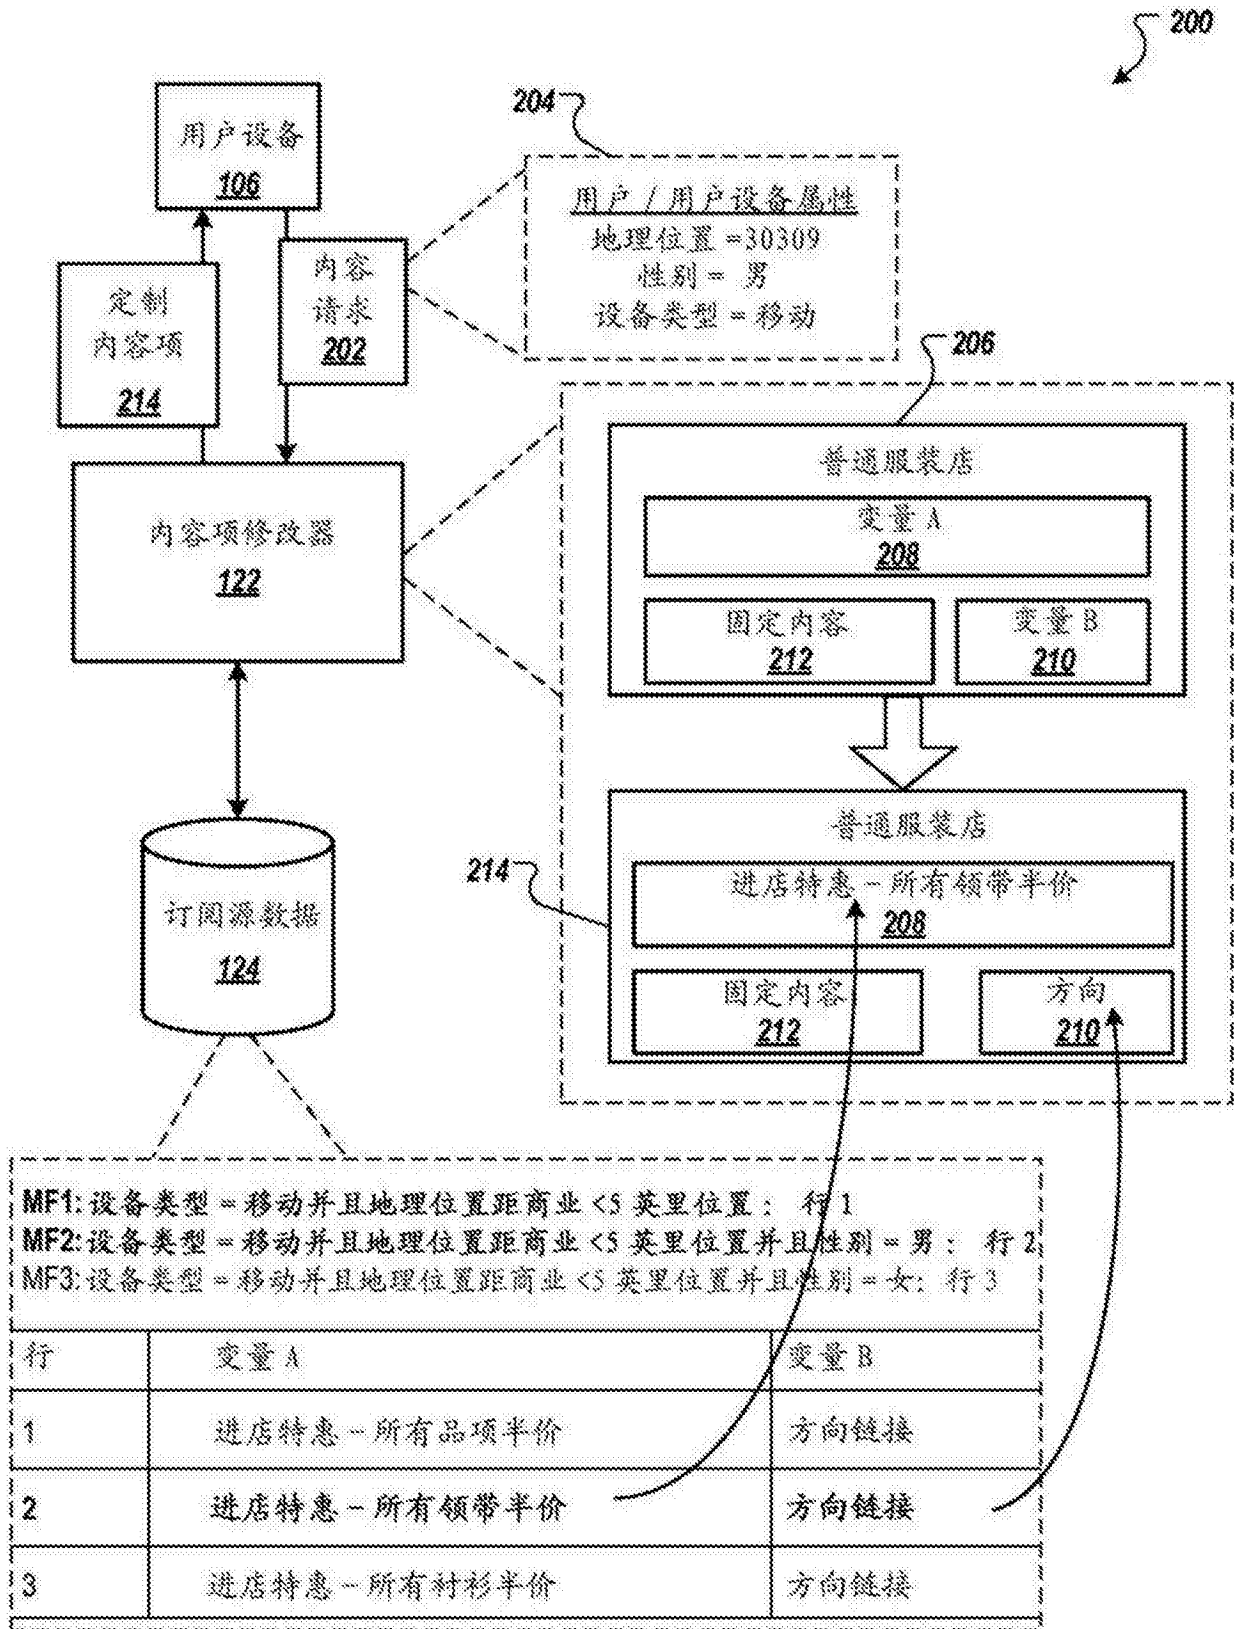 200
用户设备
106
204
用户 / 用户设备属性
地理位置 =30309
性别 = 男
设备类型 = 移动
内容
请求
202
定制
内容项
214
206
普通服装店
变量 A
208
固定内容
212
变量 B
210
内容项修改器
122
普通服装店
214
进店特惠 - 所有领带半价
208
固定内容
212
方向
210
订阅源数据
124
MF1: 设备类型 = 移动并且地理位置距商业 <5 英里位置： 行 1
MF2: 设备类型 = 移动并且地理位置距商业 <5 英里位置并且性别 = 男： 行 2
MF3: 设备类型 = 移动并且地理位置距商业 <5 英里位置并且性别 = 女： 行 3
行 变量 A 变量 B
1 进店特惠 - 所有品项半价 方向链接
2 进店特惠 - 所有领带半价 方向链接
3 进店特惠 - 所有衬衫半价 方向链接